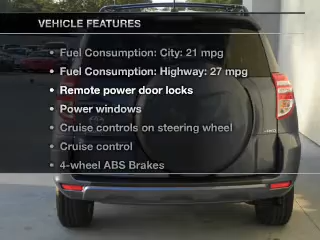 VEHICLE FEATURES
• Fuel Consumption: City: 21 mpg
• Fuel Consumption: Highway: 27 mpg
• Remote power door locks
• Power windows
• Cruise controls on steering wheel
• Cruise control
• 4-wheel ABS Brakes